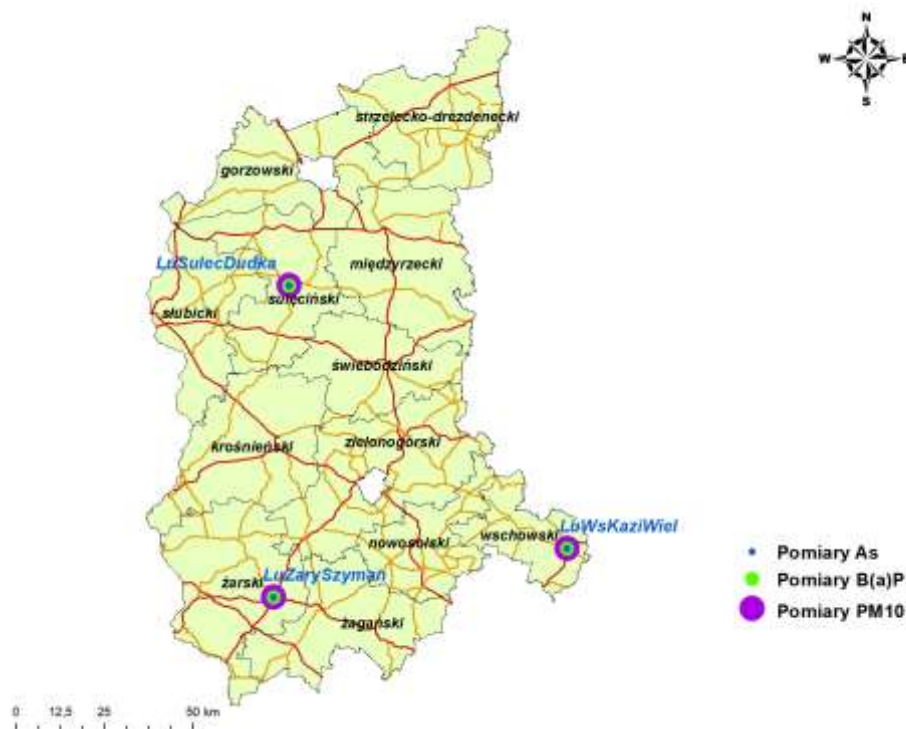 N
W E
S
strzelecko-drezdenecki
gorzowski
LuSulecDudka
międzyrzecki
sulęciński
słubicki
świebodziński
krośnieński
zielonogórski
LuWsKaziWiel
wschowski
nowosolski
Pomiary As
LuZarySzyman
żarski
Pomiary B(a)P
Pomiary PM10
żagański
0 12,5 25 50 km